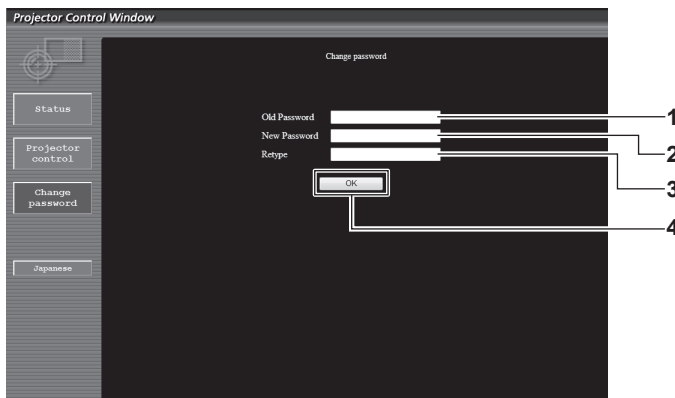 Projector Control Window
Change password
Status
Projector
control
Change
password
Japanese
Old Password
New Password
Retype
OK
1
2
3
4